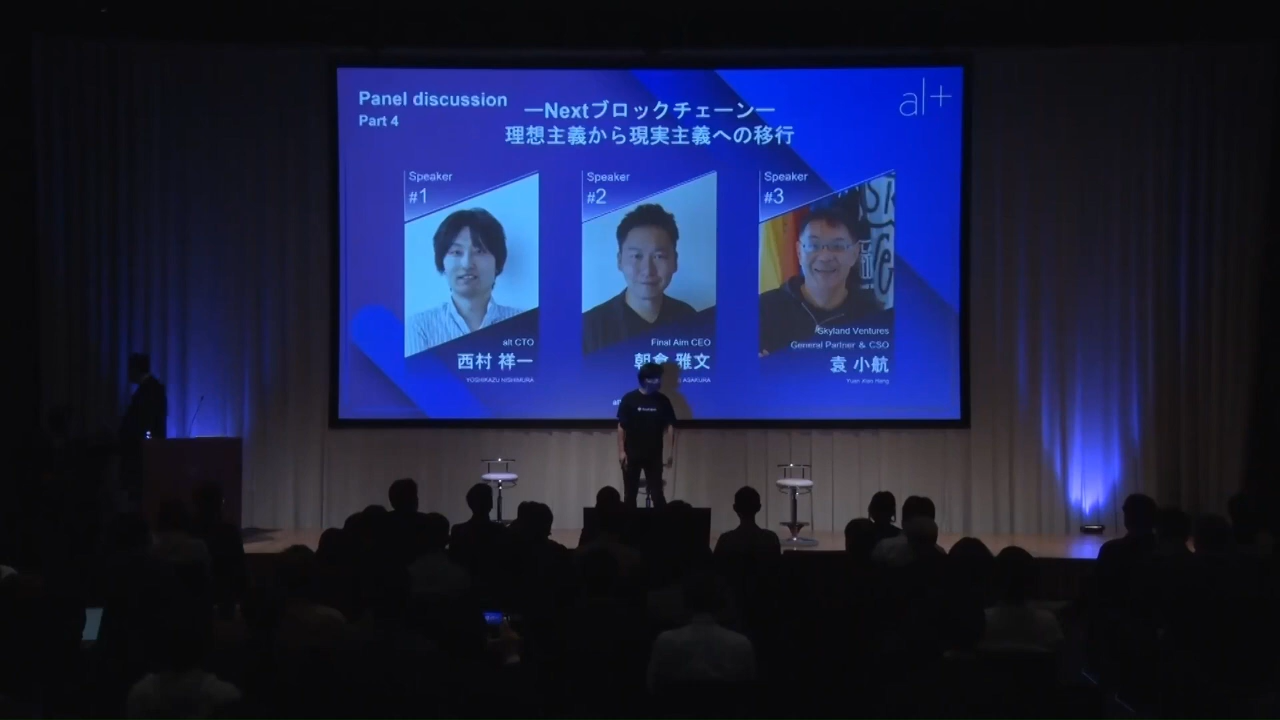 Panel discussion
Part 4
—Nextブロックチェーン—
理想主義から現実主義への移行
al+
Speaker
#1
alt CTO
西村 祥一
YOSHIKAZU NISHIMURA
Speaker
#2
Final Aim CEO
朝倉 雅文
ASAKURA
Speaker
#3
Skyland Ventures
General Partner & CSO
袁 小航
Yuan Xiao Hang